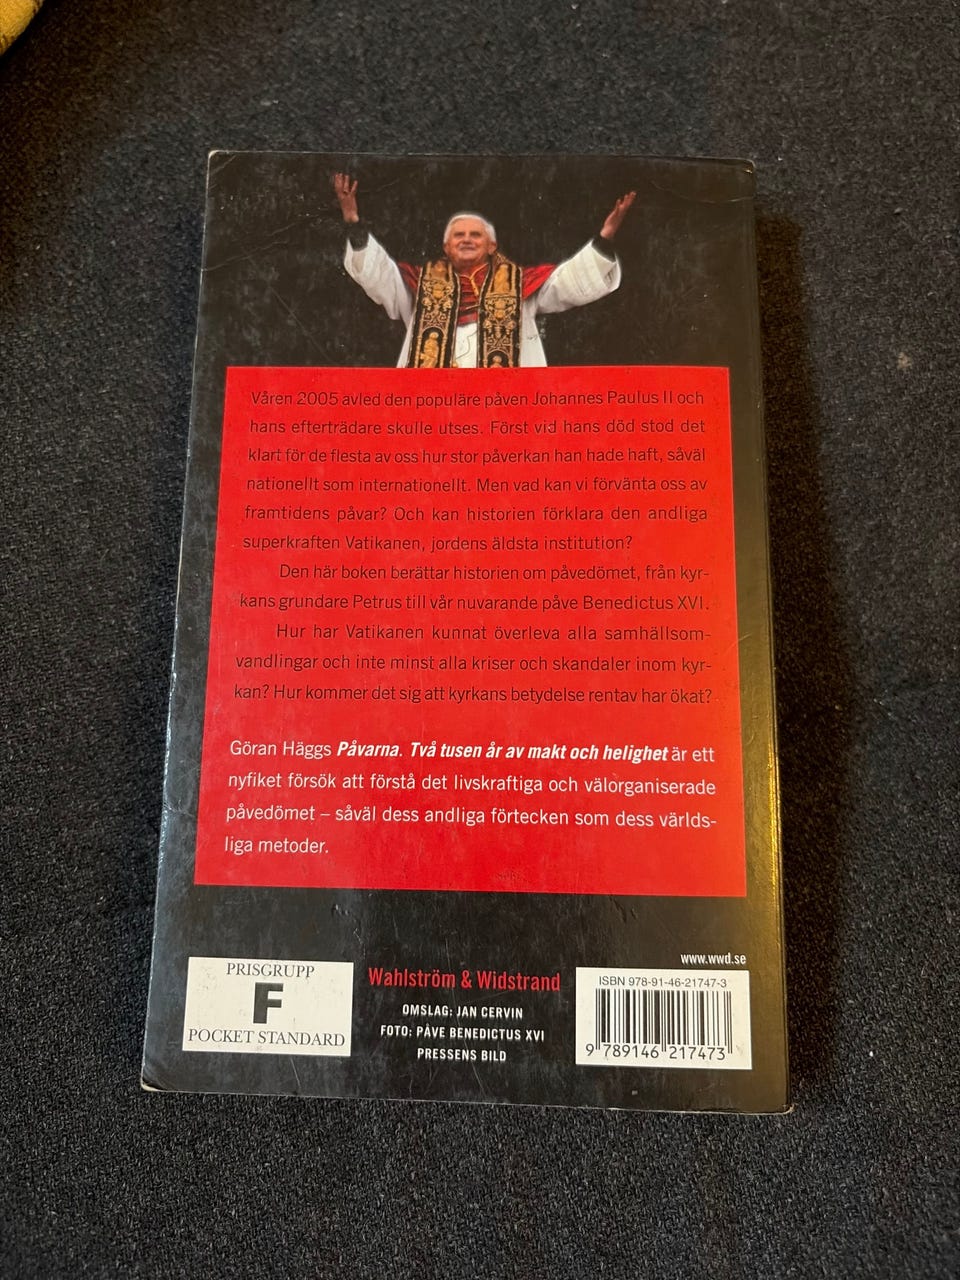 Våren 2005 avled den populäre påven Johannes Paulus II och
hans efterträdare skulle utses. Först vid hans död stod det
klart för de flesta av oss hur stor påverkan han hade haft, såväl
nationellt som internationellt. Men vad kan vi förvänta oss av
framtidens påvar? Och kan historien förklara den andliga
superkraften Vatikanen, jordens äldsta institution?
Den här boken berättar historien om påvedömet, från kyr-
kans grundare Petrus till vår nuvarande påve Benedictus XVI.
Hur har Vatikanen kunnat överleva alla samhällsom-
vandlingar och inte minst alla kriser och skandaler inom kyr-
kan? Hur kommer det sig att kyrkans betydelse rentav har ökat?
Göran Häggs Påvarna. Två tusen år av makt och helighet är ett
nyfiket försök att förstå det livskraftiga och välorganiserade
påvedömet – såväl dess andliga förtecken som dess världs-
liga metoder.
www.wwd.se
PRISGRUPP
F
POCKET STANDARD
Wahlström & Widstrand
OMSLAG: JAN CERVIN
FOTO: PÅVE BENEDICTUS XVI
PRESSENS BILD
ISBN 978-91-46-21747-3
9 789146 217473